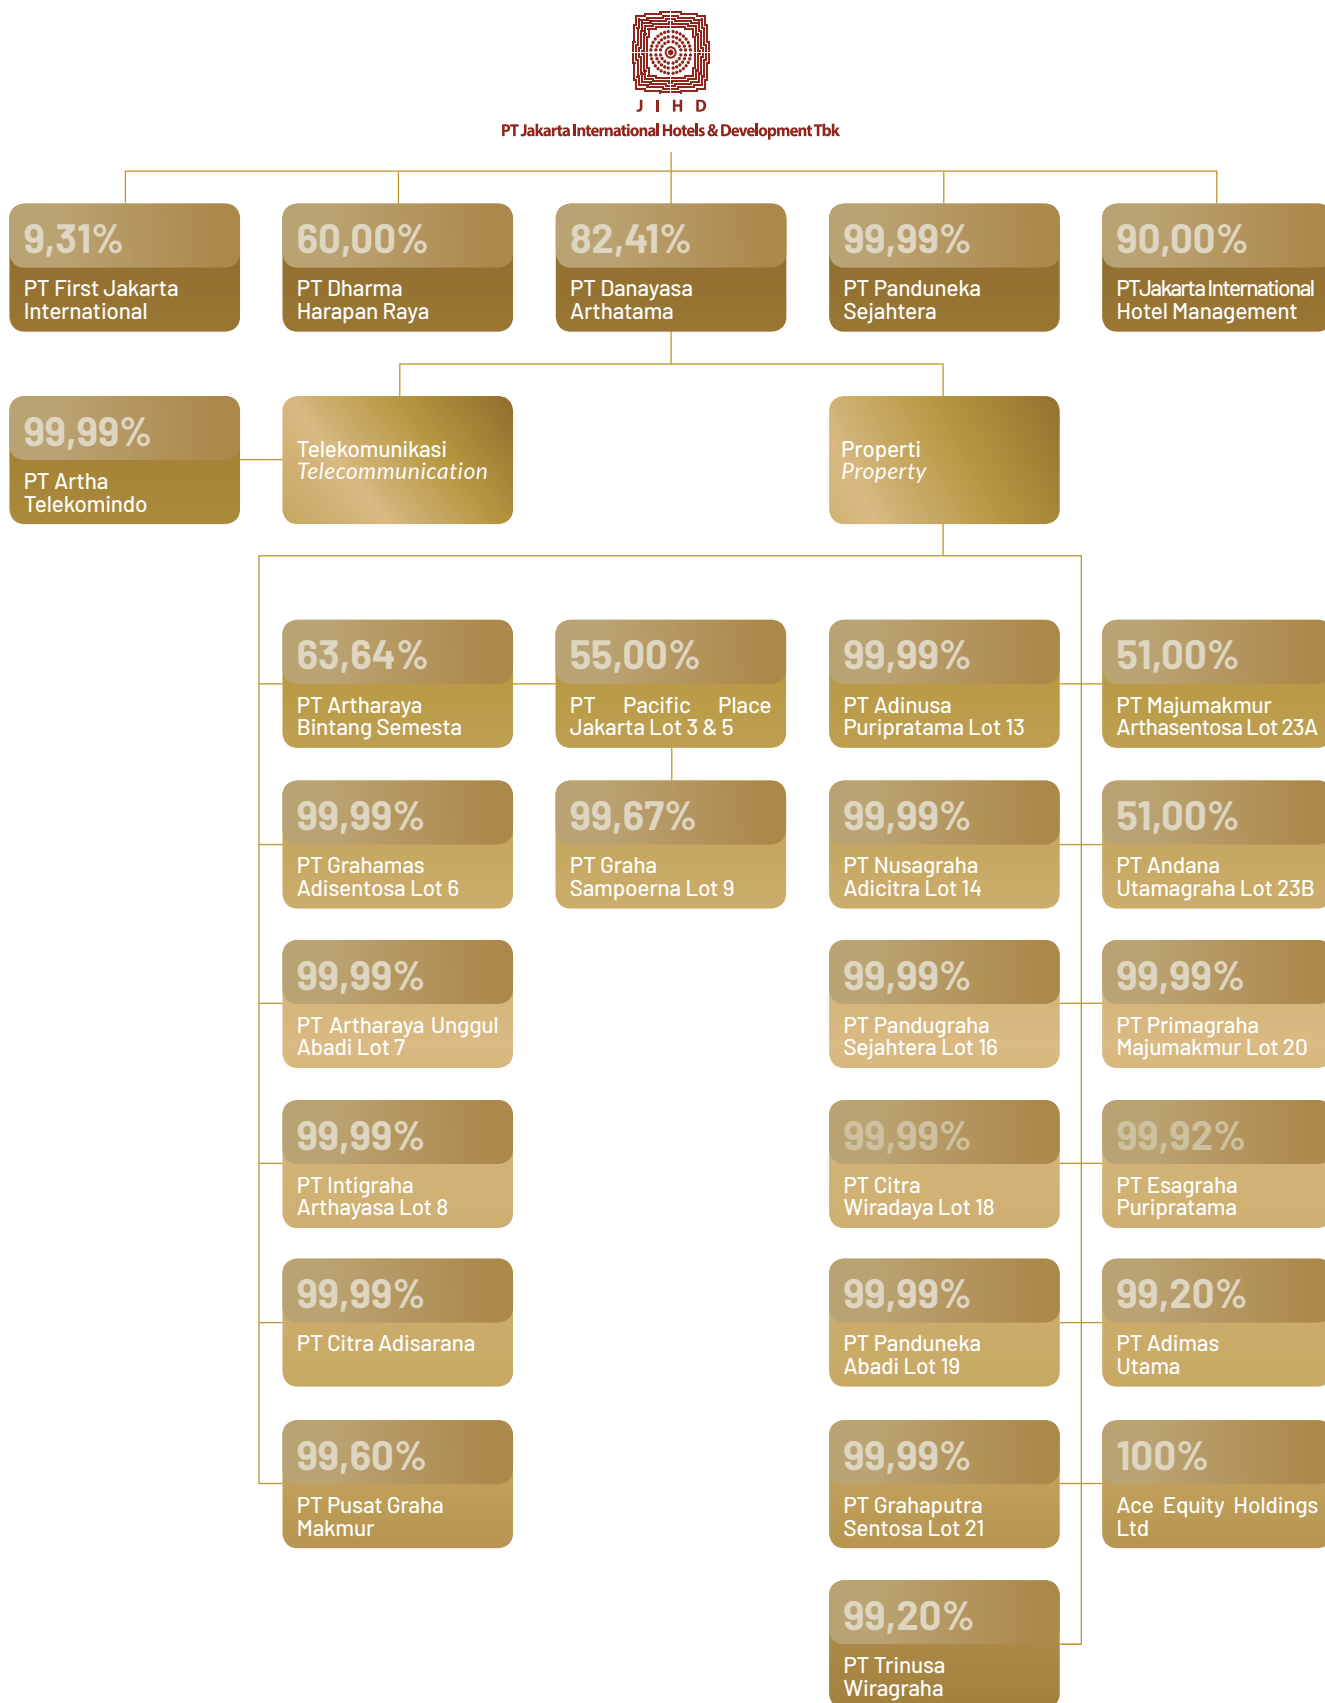 J I H D
PT Jakarta International Hotels & Development Tbk
9,31%
PT First Jakarta
International
60,00%
PT Dharma
Harapan Raya
82,41%
PT Danayasa
Arthatama
99,99%
PT Panduneka
Sejahtera
90,00%
PT Jakarta International
Hotel Management
99,99%
PT Artha
Telekomindo
Telekomunikasi
Telecommunication
Properti
Property
63,64%
PT Artharaya
Bintang Semesta
55,00%
PT Pacific Place
Jakarta Lot 3 & 5
99,99%
PT Adinusa
Puripratama Lot 13
51,00%
PT Majumakmur
Arthasentosa Lot 23A
99,99%
PT Grahamas
Adisentosa Lot 6
99,67%
PT Graha
Sampoerna Lot 9
99,99%
PT Nusagraha
Adicitra Lot 14
51,00%
PT Andana
Utamagraha Lot 23B
99,99%
PT Artharaya Unggul
Abadi Lot 7
99,99%
PT Pandugraha
Sejahtera Lot 16
99,99%
PT Primagraha
Majumakmur Lot 20
99,99%
PT Intigraha
Arthayasa Lot 8
99,99%
PT Citra
Wiradaya Lot 18
99,92%
PT Esagraha
Puripratama
99,99%
PT Citra Adisarana
99,99%
PT Panduneka
Abadi Lot 19
99,20%
PT Adimas
Utama
99,60%
PT Pusat Graha
Makmur
99,99%
PT Grahaputra
Sentosa Lot 21
100%
Ace Equity Holdings
Ltd
99,20%
PT Trinusa
Wiragraha